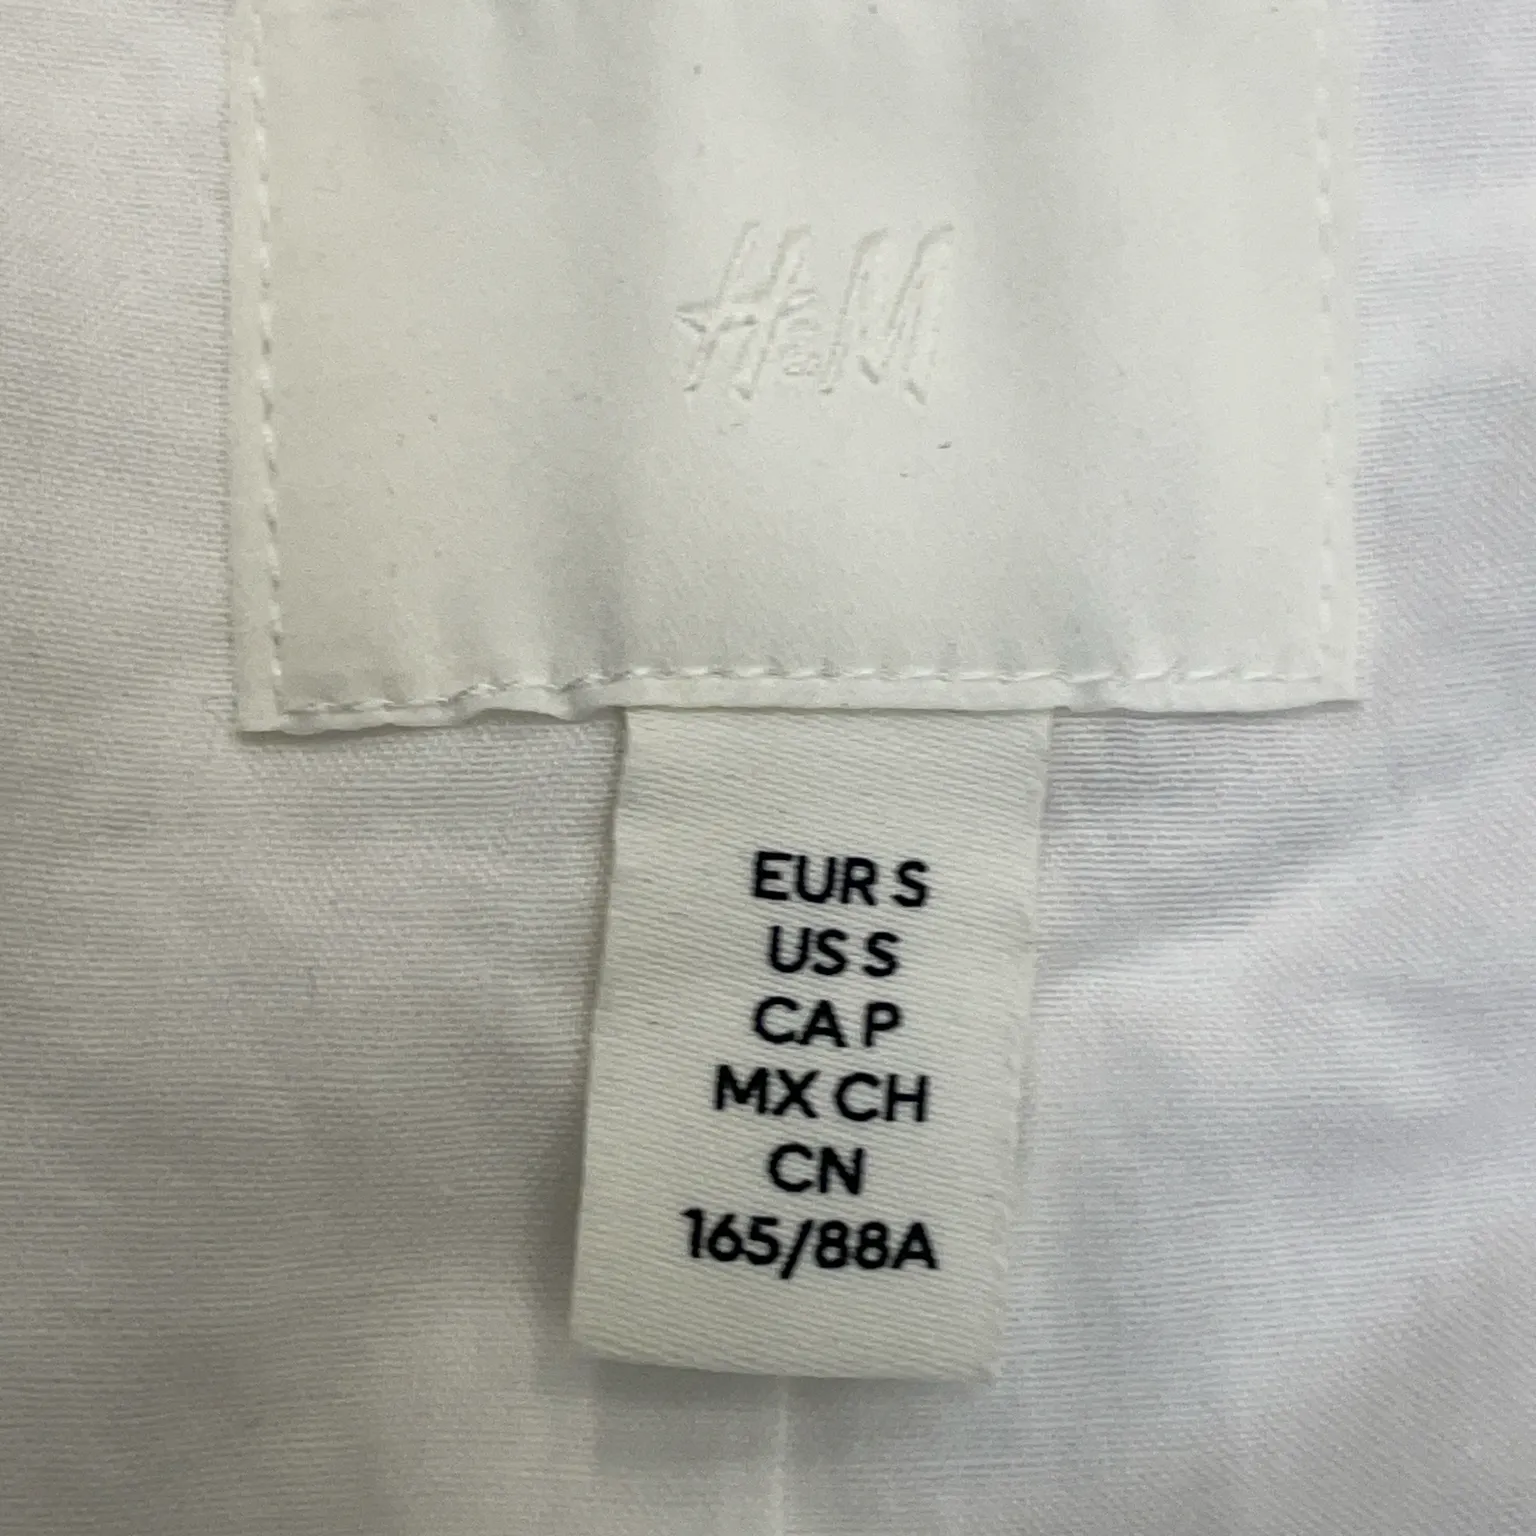 H&M
EUR S
US S
CA P
MX CH
CN
165/88A